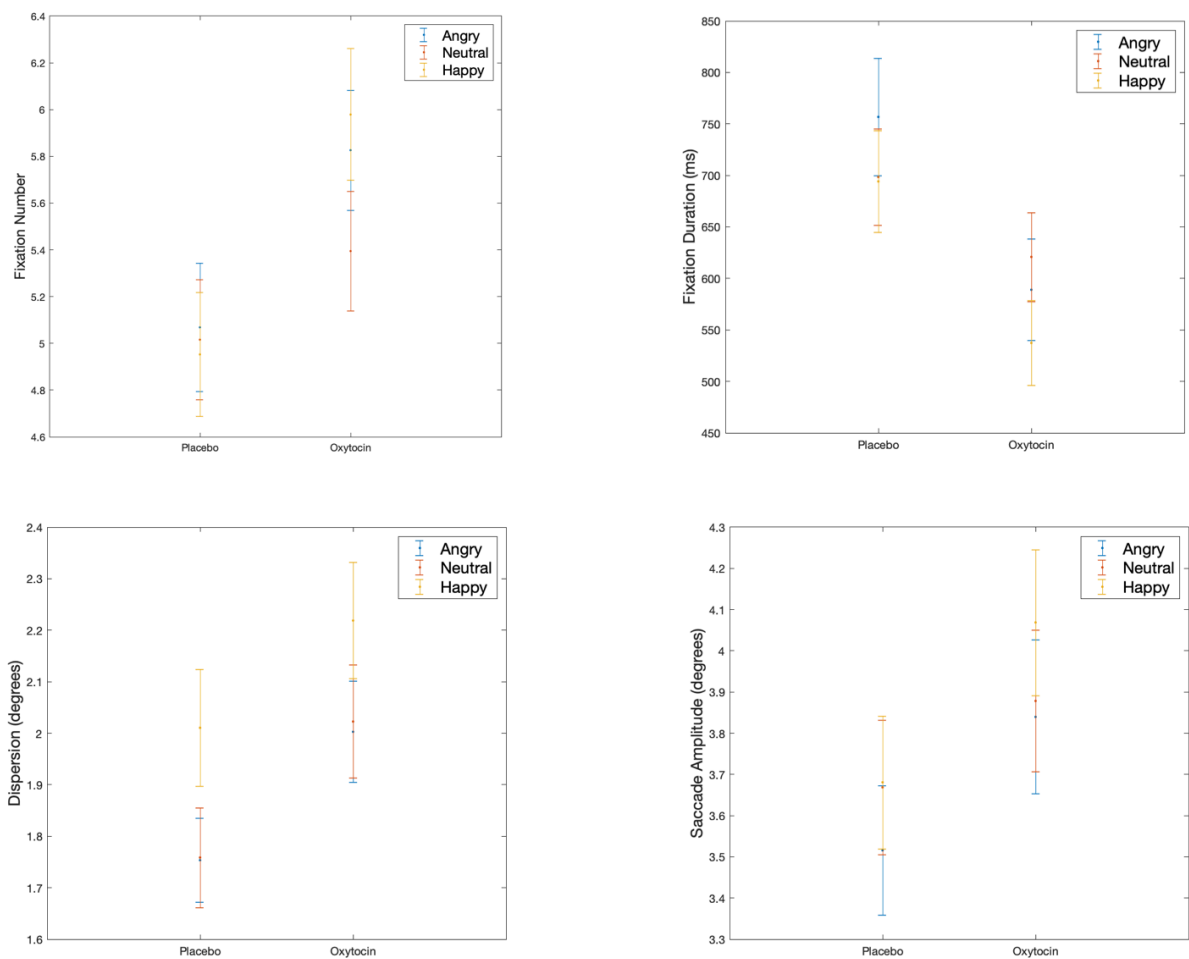 6.4
6.2
6
5.8
5.6
5.4
5.2
5
4.8
4.6
Fixation Number
Placebo
Oxytocin
Angry
Neutral
Happy
850
800
750
700
650
600
550
500
450
Fixation Duration (ms)
Placebo
Oxytocin
Angry
Neutral
Happy
2.4
2.3
2.2
2.1
2
1.9
1.8
1.7
1.6
Dispersion (degrees)
Placebo
Oxytocin
Angry
Neutral
Happy
4.3
4.2
4.1
4
3.9
3.8
3.7
3.6
3.5
3.4
3.3
Saccade Amplitude (degrees)
Placebo
Oxytocin
Angry
Neutral
Happy